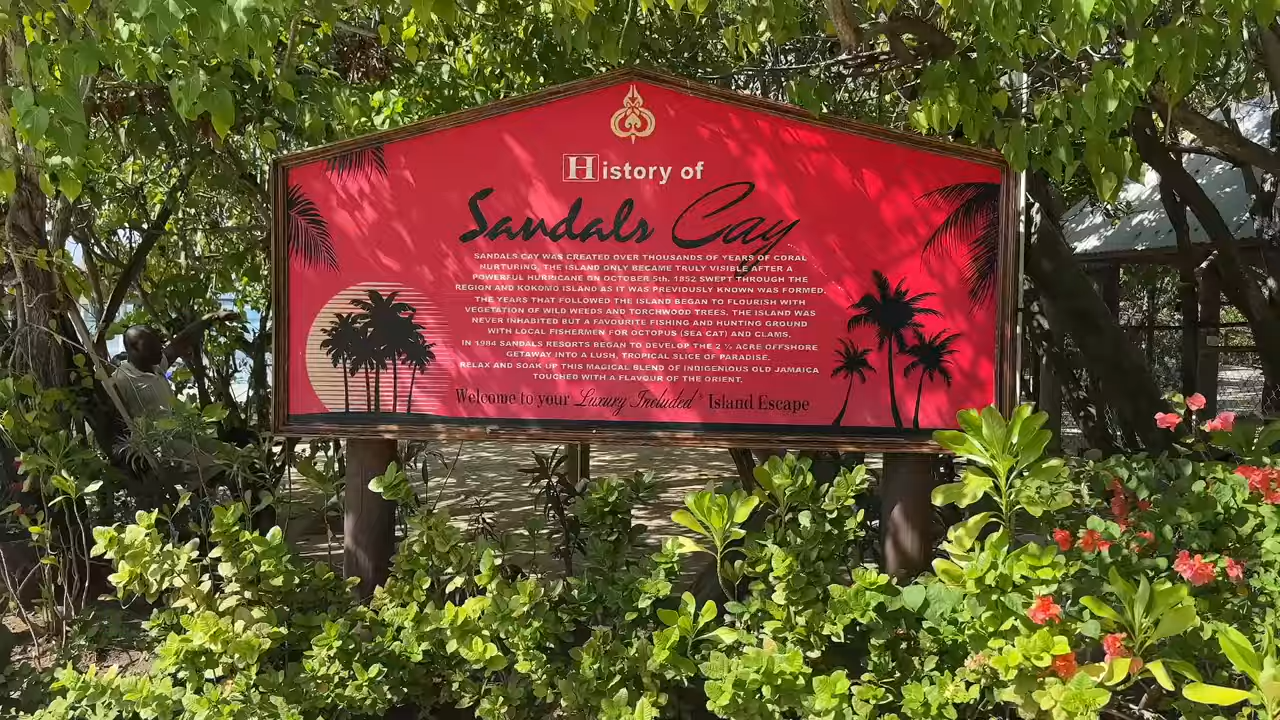 History of
Sandals Cay
SANDALS CAY WAS CREATED OVER THOUSANDS OF YEARS OF CORAL
NURTURING, THE ISLAND ONLY BECAME TRULY VISIBLE AFTER A
POWERFUL HURRICANE ON OCTOBER 5th, 1852 SWEPT THROUGH THE
REGION AND KOKOMO ISLAND AS IT WAS PREVIOUSLY KNOWN WAS FORMED.
THE YEARS THAT FOLLOWED THE ISLAND BEGAN TO FLOURISH WITH
VEGETATION OF WILD WEEDS AND TORCHWOOD TREES. THE ISLAND WAS
NEVER INHABITED BUT A FAVOURITE FISHING AND HUNTING GROUND
WITH LOCAL FISHERMEN FOR OCTOPUS (SEA CAT) AND CLAMS,
IN 1984 SANDALS RESORTS BEGAN TO DEVELOP THE 2 ½ ACRE OFFSHORE
GETAWAY INTO A LUSH, TROPICAL SLICE OF PARADISE.
RELAX AND SOAK UP THIS MAGICAL BLEND OF INDIGENIOUS OLD JAMAICA
TOUCHED WITH A FLAVOUR OF THE ORIENT,
Welcome to your Luxury Included® Island Escape